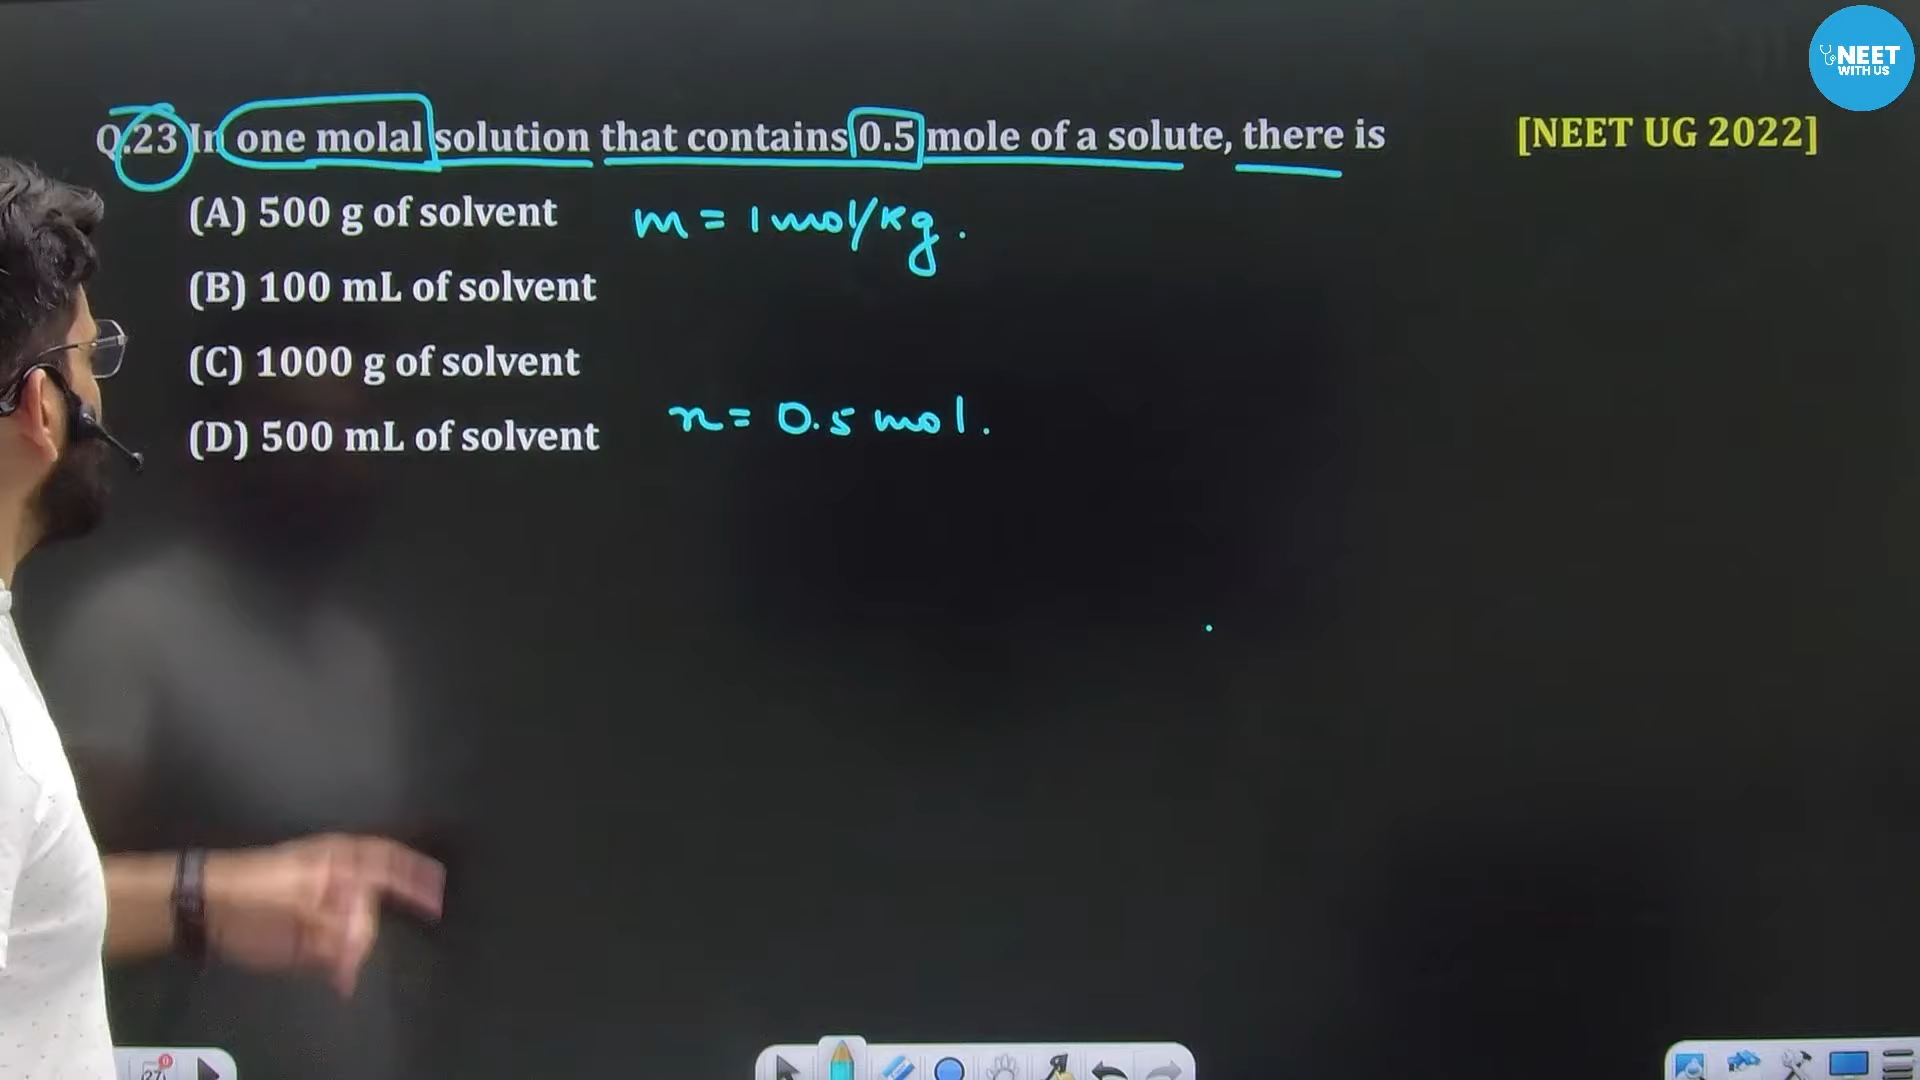 NEET
WITH US
Q.23 In one molal solution that contains 0.5 mole of a solute, there is [NEET UG 2022]
(A) 500 g of solvent
m = 1 mol/kg.
(B) 100 mL of solvent
(C) 1000 g of solvent
n = 0.5 mol.
(D) 500 mL of solvent
27
0